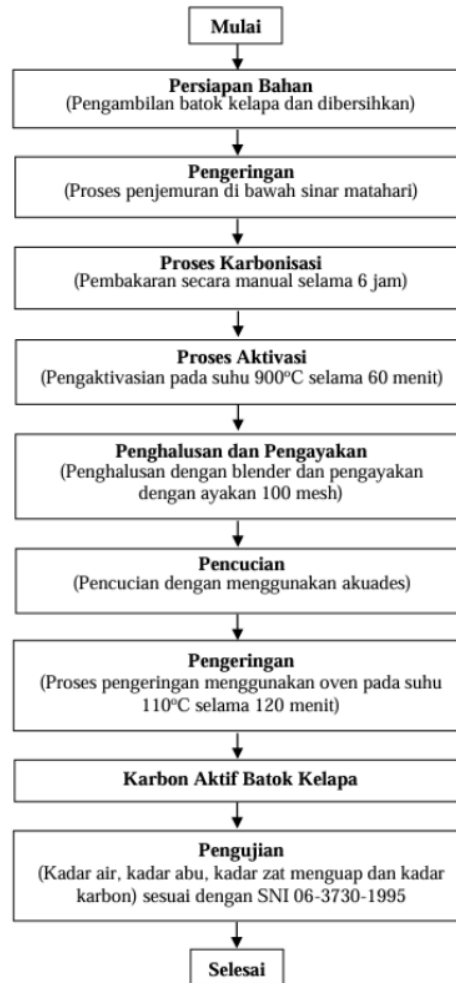 Mulai
Persiapan Bahan
(Pengambilan batok kelapa dan dibersihkan)
Pengeringan
(Proses penjemuran di bawah sinar matahari)
Proses Karbonisasi
(Pembakaran secara manual selama 6 jam)
Proses Aktivasi
(Pengaktivasian pada suhu 900ºC selama 60 menit)
Penghalusan dan Pengayakan
(Penghalusan dengan blender dan pengayakan
dengan ayakan 100 mesh)
Pencucian
(Pencucian dengan menggunakan akuades)
Pengeringan
(Proses pengeringan menggunakan oven pada suhu
110ºC selama 120 menit)
Karbon Aktif Batok Kelapa
Pengujian
(Kadar air, kadar abu, kadar zat menguap dan kadar
karbon) sesuai dengan SNI 06-3730-1995
Selesai